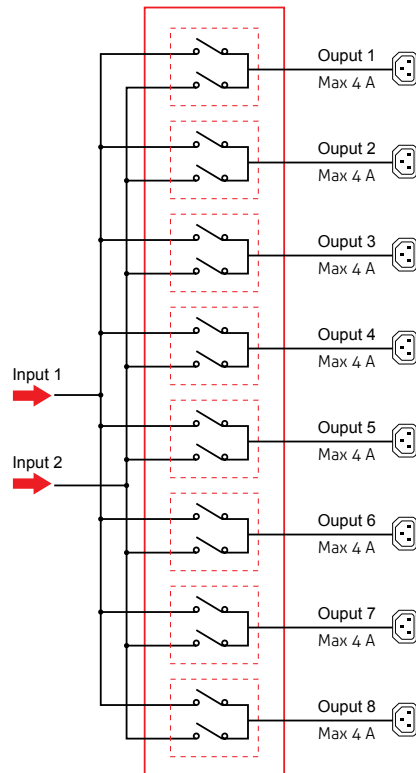 Ouput 1
Max 4 A
Ouput 2
Max 4 A
Ouput 3
Max 4 A
Ouput 4
Max 4 A
Input 1
Ouput 5
Max 4 A
Input 2
Ouput 6
Max 4 A
Ouput 7
Max 4 A
Ouput 8
Max 4 A